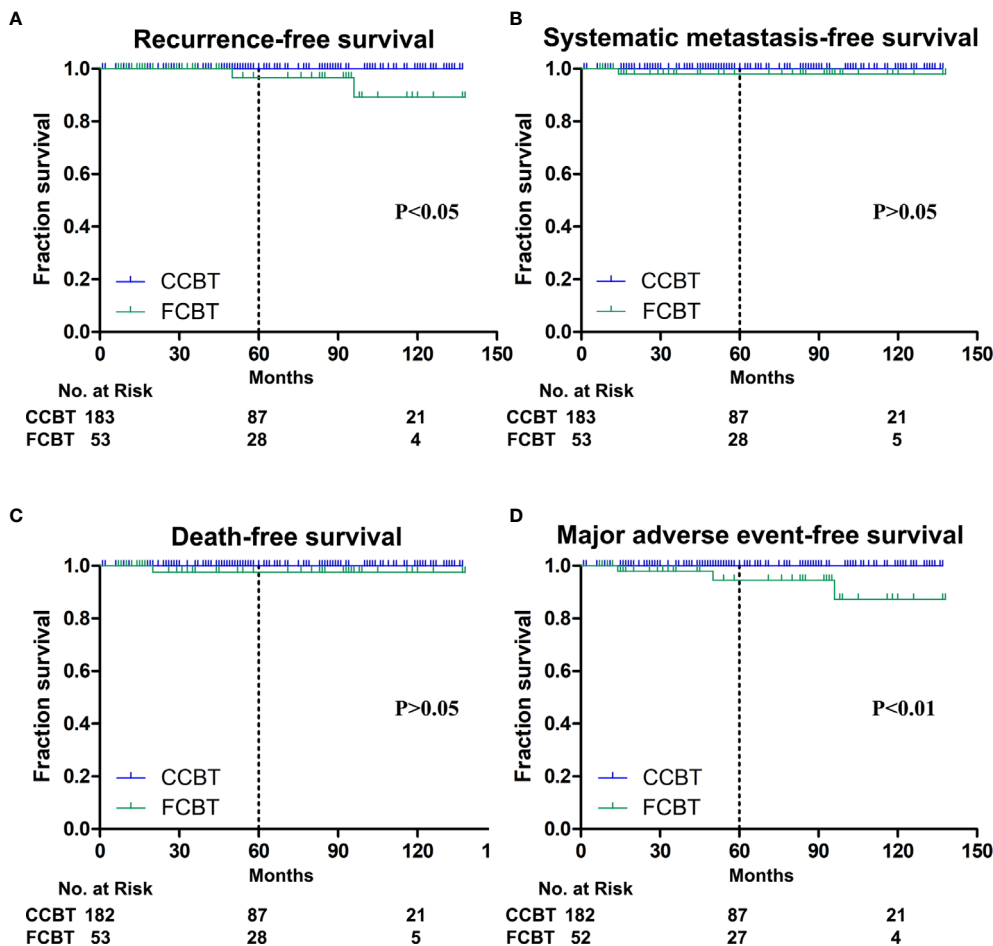 A
Recurrence-free survival
1.0
0.8
0.6
0.4
0.2
0.0
Fraction survival
P<0.05
CCBT
FCBT
0 30 60 90 120 150
Months
No. at Risk
CCBT 183 87 21
FCBT 53 28 4
B
Systematic metastasis-free survival
1.0
0.8
0.6
0.4
0.2
0.0
Fraction survival
P>0.05
CCBT
FCBT
0 30 60 90 120 150
Months
No. at Risk
CCBT 183 87 21
FCBT 53 28 5
C
Death-free survival
1.0
0.8
0.6
0.4
0.2
0.0
Fraction survival
P>0.05
CCBT
FCBT
0 30 60 90 120 1
Months
No. at Risk
CCBT 182 87 21
FCBT 53 28 5
D
Major adverse event-free survival
1.0
0.8
0.6
0.4
0.2
0.0
Fraction survival
P<0.01
CCBT
FCBT
0 30 60 90 120 150
Months
No. at Risk
CCBT 182 87 21
FCBT 52 27 4